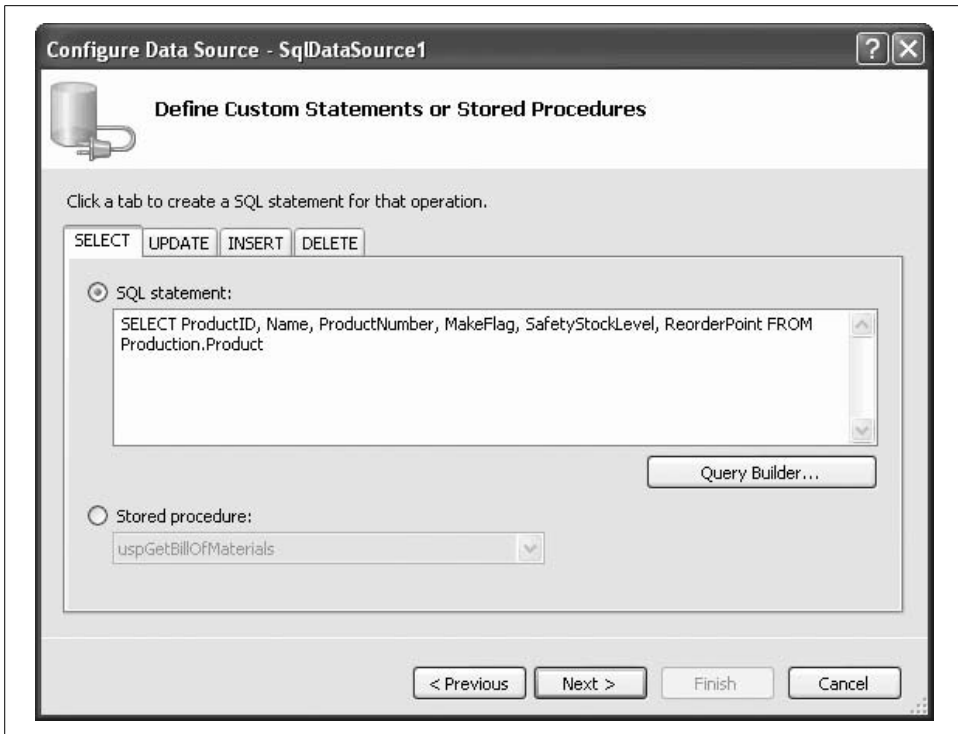 Configure Data Source - SqlDataSource1
Define Custom Statements or Stored Procedures
Click a tab to create a SQL statement for that operation.
SELECT UPDATE INSERT DELETE
SQL statement:
SELECT ProductID, Name, ProductNumber, MakeFlag, SafetyStockLevel, ReorderPoint FROM
Production.Product
Query Builder...
Stored procedure:
uspGetBillOfMaterials
< Previous Next > Finish Cancel